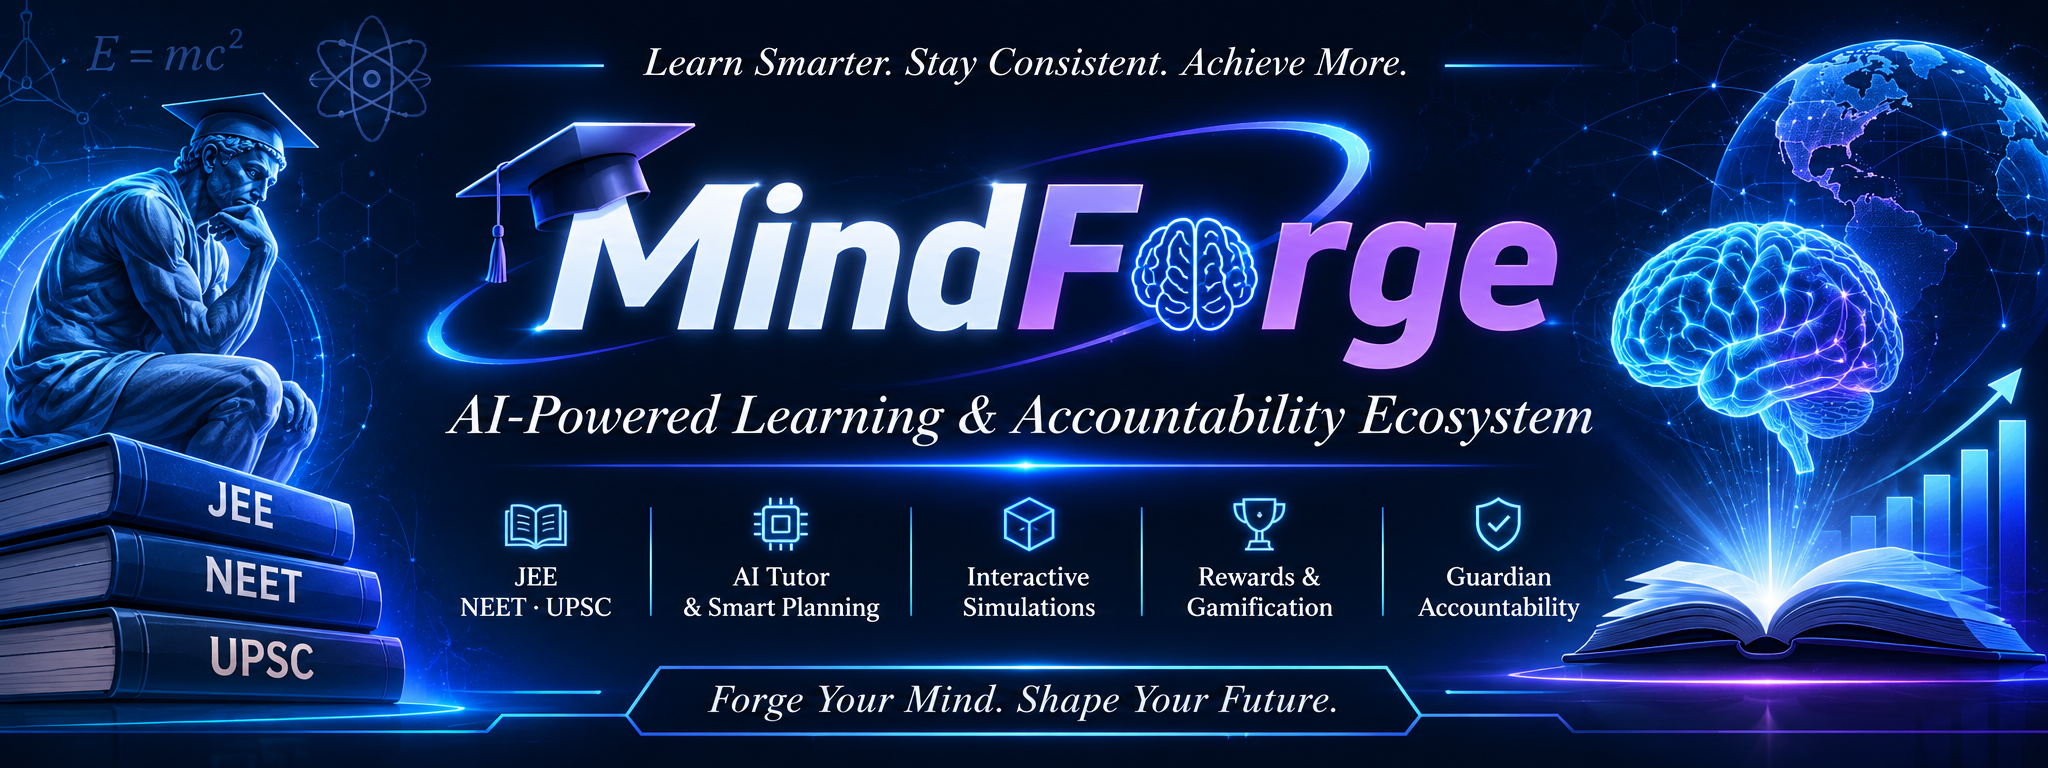 E = mc²
Learn Smarter. Stay Consistent. Achieve More.
MindForge
AI-Powered Learning & Accountability Ecosystem
JEE
NEET · UPSC
AI Tutor
& Smart Planning
Interactive
Simulations
Rewards &
Gamification
Guardian
Accountability
JEE
NEET
UPSC
Forge Your Mind. Shape Your Future.